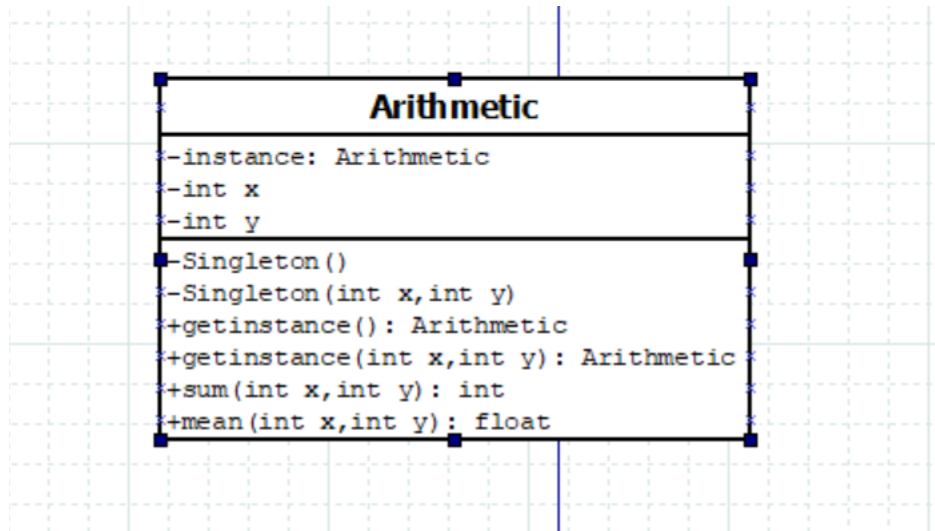 Arithmetic
-instance: Arithmetic
-int x
-int y
-Singleton()
-Singleton(int x,int y)
+getinstance(): Arithmetic
+getinstance(int x,int y): Arithmetic
+sum(int x,int y): int
+mean(int x,int y): float